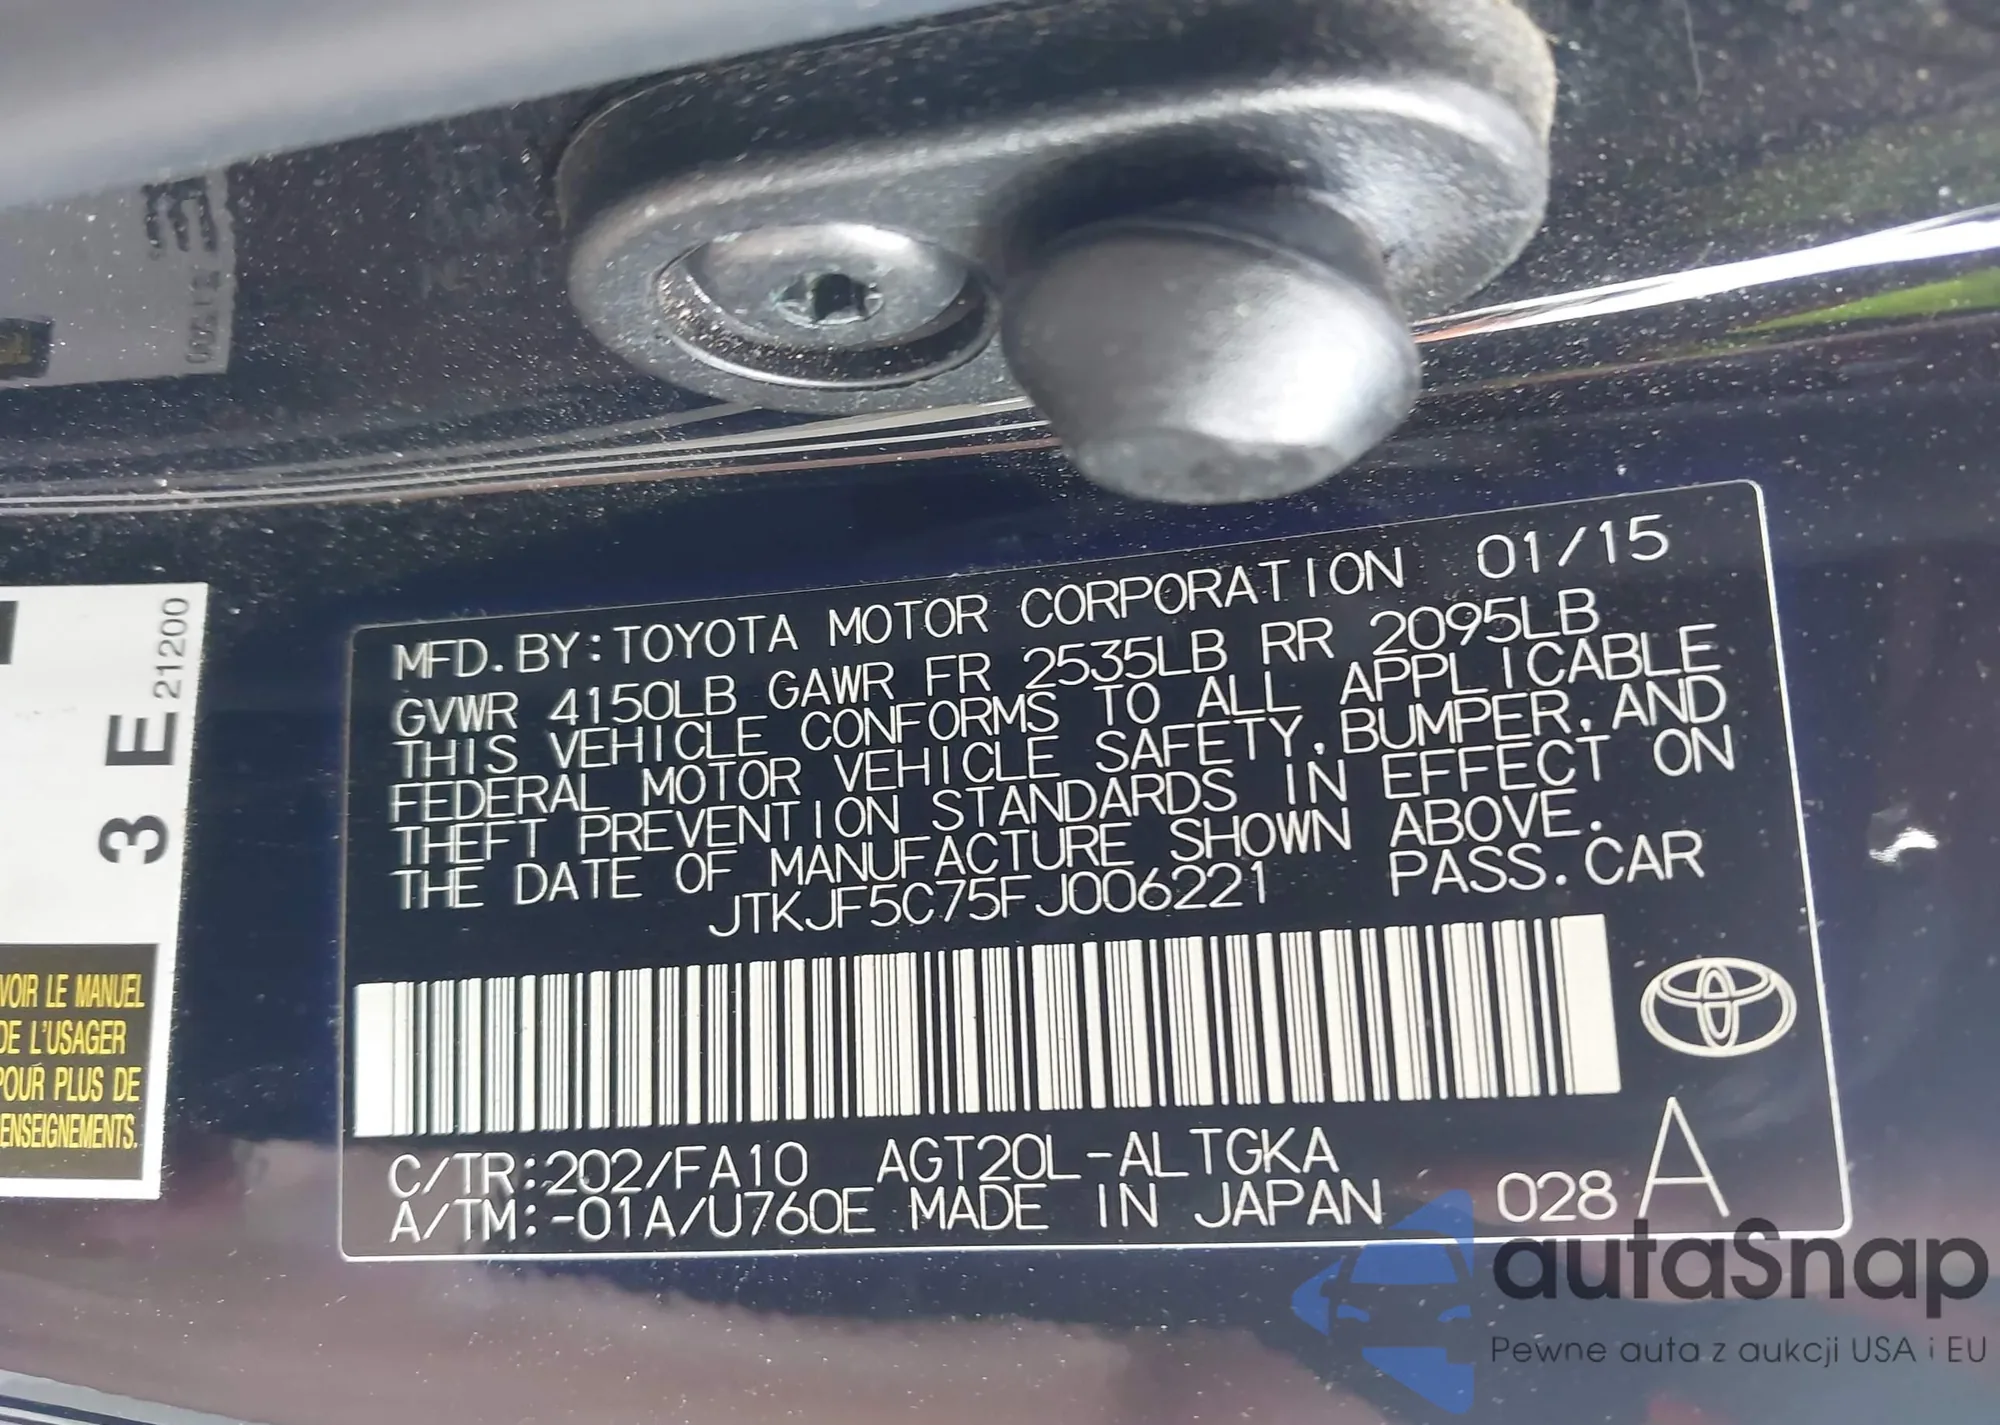 MFD. BY: TOYOTA MOTOR CORPORATION 01/15
GVWR 4150LB GAWR FR 2535LB RR 2095LB
THIS VEHICLE CONFORMS TO ALL APPLICABLE
FEDERAL MOTOR VEHICLE SAFETY, BUMPER, AND
THEFT PREVENTION STANDARDS IN EFFECT ON
THE DATE OF MANUFACTURE SHOWN ABOVE.
JTKJF5C75FJ006221 PASS. CAR
C/TR: 202/FA10 AGT20L-ALTGKA
A/TM: -01A/U760E MADE IN JAPAN 028 A
3 E 21200
VOIR LE MANUEL
DE L'USAGER
POUR PLUS DE
autoSnap
Pewne auta z aukcji USA i EU